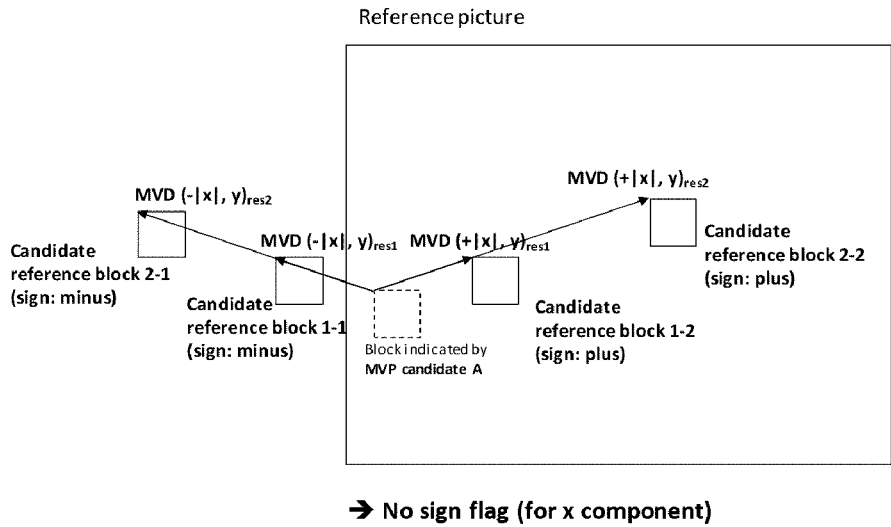 Reference picture
MVD (+|x|, y)res2
MVD (-|x|, y)res2
MVD (-|x|, y)res1
MVD (+|x|, y)res1
Candidate
reference block 2-1
(sign: minus)
Candidate
reference block 2-2
(sign: plus)
Candidate
reference block 1-1
(sign: minus)
Candidate
reference block 1-2
(sign: plus)
Block indicated by
MVP candidate A
➔ No sign flag (for x component)